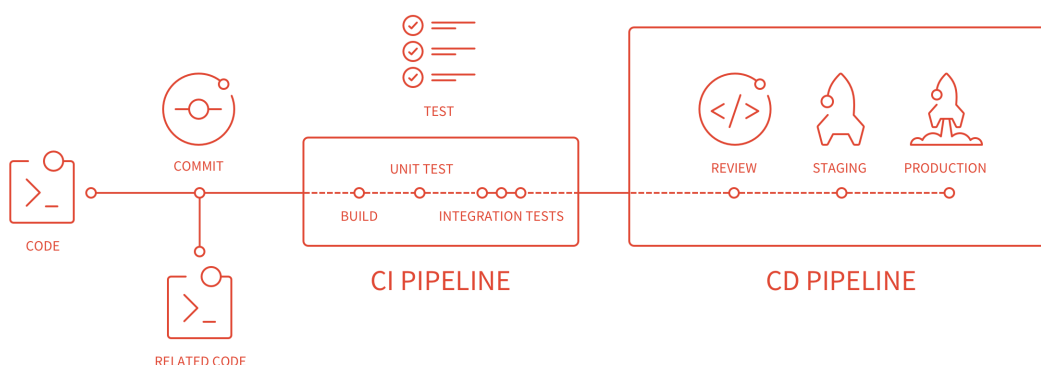 TEST
COMMIT
UNIT TEST
REVIEW
STAGING
PRODUCTION
BUILD
INTEGRATION TESTS
CODE
CI PIPELINE
CD PIPELINE
RELATED CODE